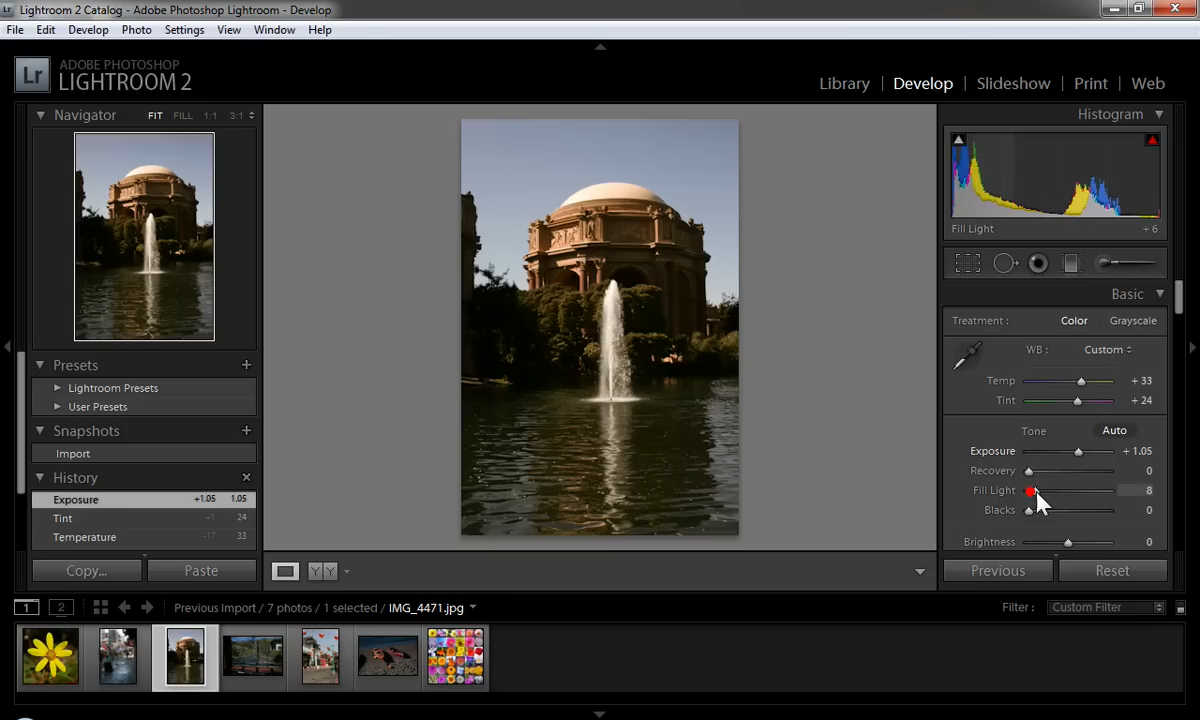 Lr Lightroom 2 Catalog - Adobe Photoshop Lightroom - Develop
File Edit Develop Photo Settings View Window Help
Lr ADOBE PHOTOSHOP
LIGHTROOM 2
Library | Develop | Slideshow | Print | Web
Navigator FIT FILL 1:1 3:1
Histogram
Fill Light + 6
Basic
Treatment : Color Grayscale
WB : Custom
Temp + 33
Tint + 24
Tone Auto
Exposure + 1.05
Recovery 0
Fill Light 8
Blacks 0
Brightness 0
Previous Reset
Presets +
Lightroom Presets
User Presets
Snapshots +
Import
History ×
Exposure +1.05 1.05
Tint -1 24
Temperature -17 33
Copy... Paste
Y Y
1 2 Previous Import / 7 photos / 1 selected / IMG_4471.jpg
Filter : Custom Filter